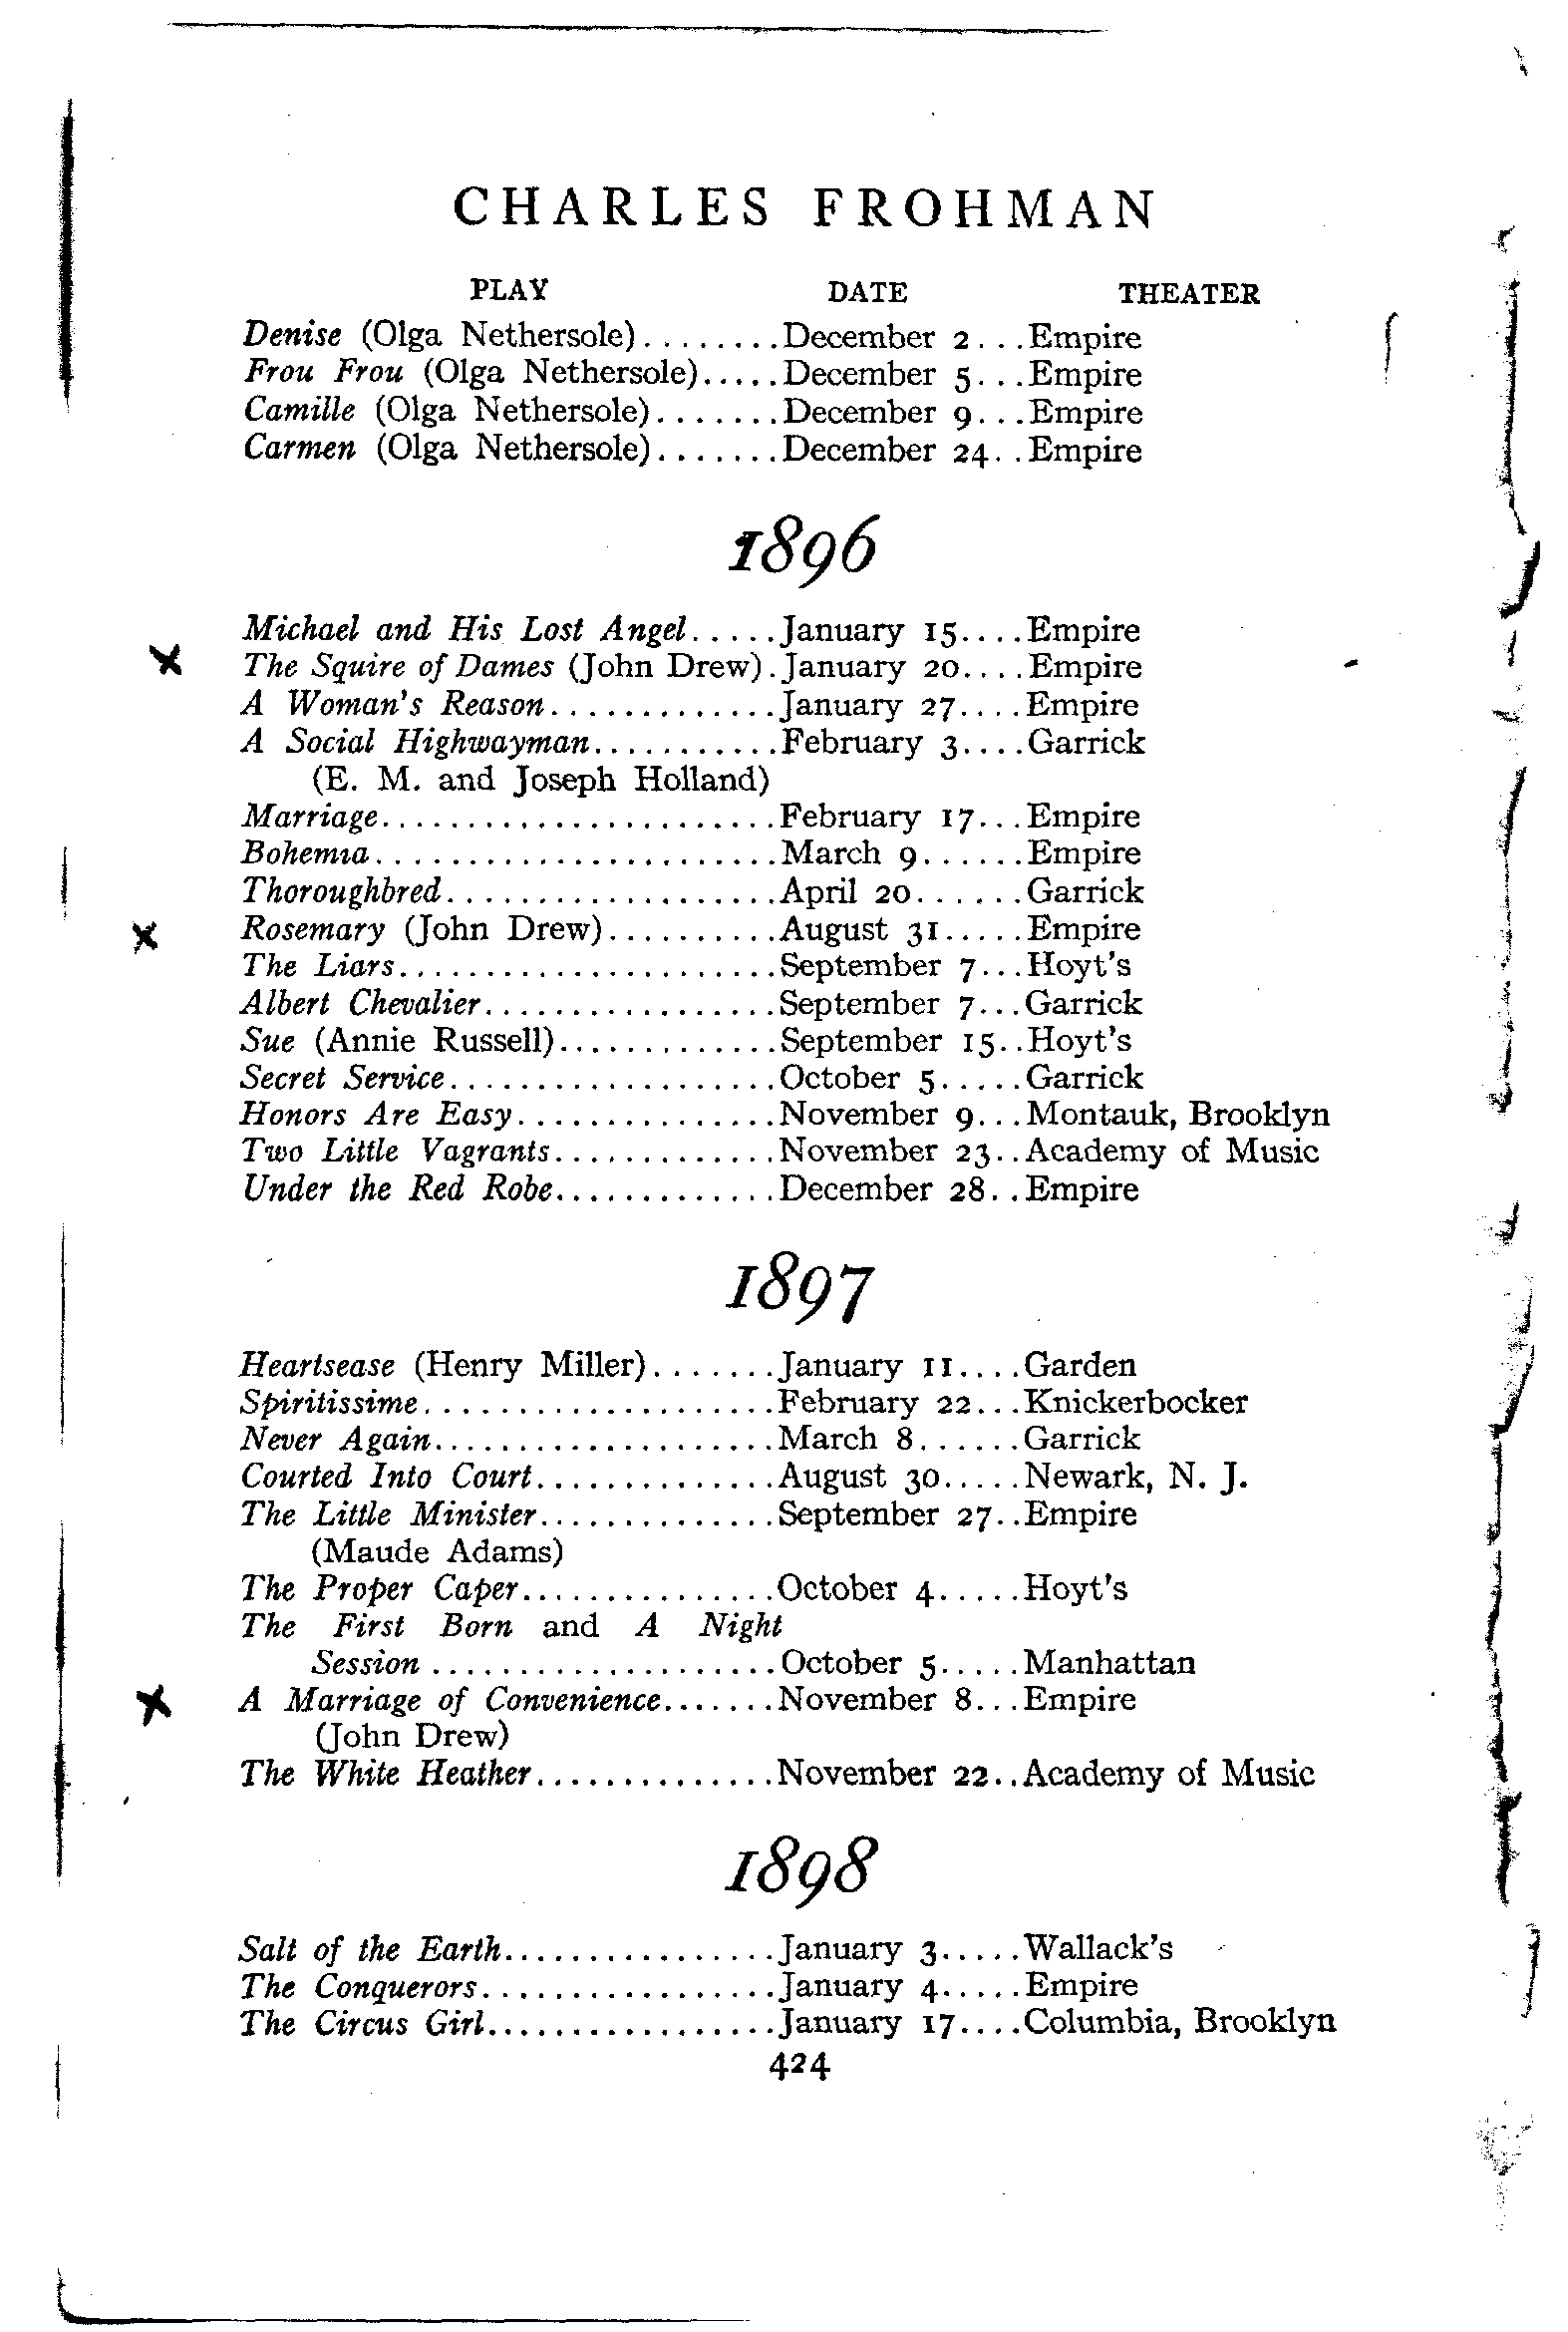 CHARLES FROHMAN
PLAY DATE THEATER
Denise (Olga Nethersole)........December 2...Empire
Frou Frou (Olga Nethersole).....December 5...Empire
Camille (Olga Nethersole).......December 9...Empire
Carmen (Olga Nethersole).......December 24..Empire
1896
Michael and His Lost Angel.....January 15....Empire
x The Squire of Dames (John Drew).January 20....Empire
A Woman's Reason..............January 27....Empire
A Social Highwayman...........February 3....Garrick
(E. M. and Joseph Holland)
Marriage........................February 17...Empire
Bohemia.........................March 9......Empire
Thoroughbred....................April 20......Garrick
x Rosemary (John Drew)..........August 31.....Empire
The Liars.......................September 7...Hoyt's
Albert Chevalier..................September 7...Garrick
Sue (Annie Russell).............September 15..Hoyt's
Secret Service....................October 5.....Garrick
Honors Are Easy................November 9...Montauk, Brooklyn
Two Little Vagrants..............November 23..Academy of Music
Under the Red Robe.............December 28..Empire
1897
Heartsease (Henry Miller).......January 11....Garden
Spiritissime.....................February 22...Knickerbocker
Never Again.....................March 8......Garrick
Courted Into Court..............August 30.....Newark, N. J.
The Little Minister..............September 27..Empire
(Maude Adams)
The Proper Caper...............October 4.....Hoyt's
The First Born and A Night
Session.....................October 5.....Manhattan
x A Marriage of Convenience.......November 8...Empire
(John Drew)
The White Heather..............November 22..Academy of Music
1898
Salt of the Earth................January 3.....Wallack's
The Conquerors.................January 4.....Empire
The Circus Girl.................January 17....Columbia, Brooklyn
424